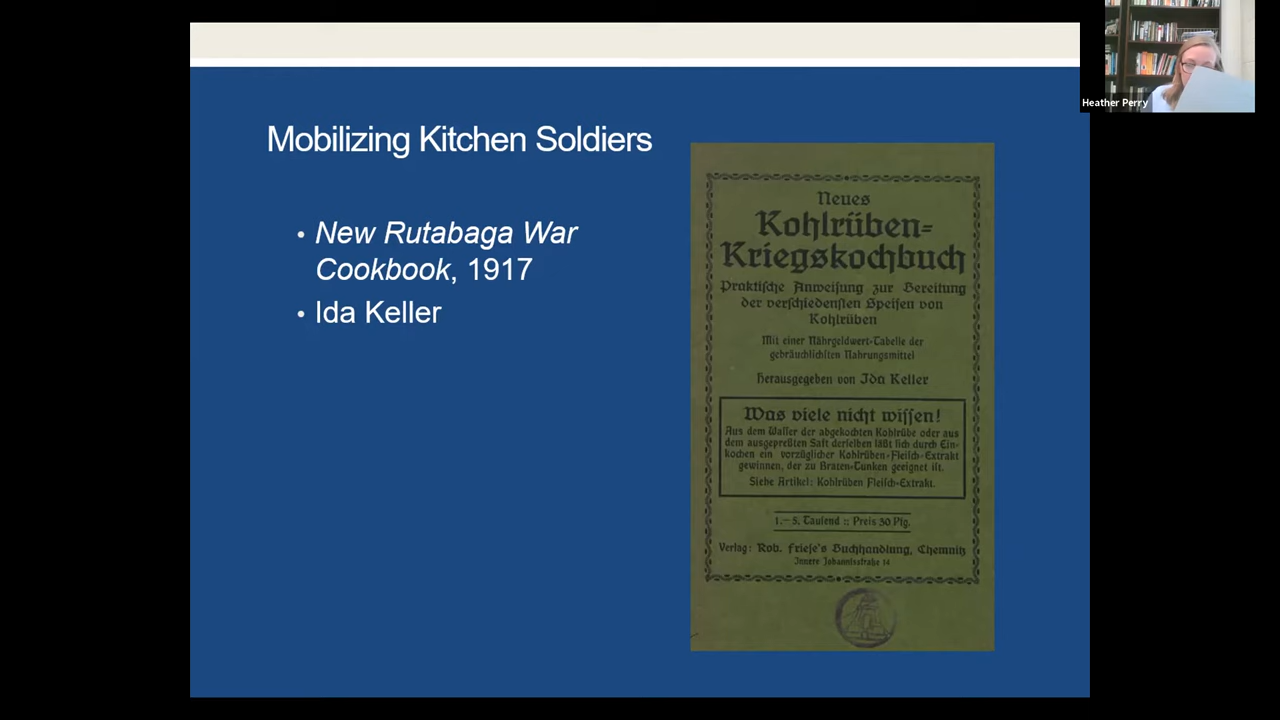 Heather Perry
Mobilizing Kitchen Soldiers
• New Rutabaga War
Cookbook, 1917
• Ida Keller
Neues
Kohlrüben-
Kriegskochbuch
Praktische Anweisung zur Bereitung
der verschiedensten Speisen von
Kohlrüben
Mit einer Nährgeldwert-Tabelle der
gebräuchlichsten Nahrungsmittel
Herausgegeben von Ida Keller
Was viele nicht wissen!
Aus dem Wasser der abgekochten Kohlrübe oder aus
dem ausgepreßten Saft derselben läßt sich durch Ein-
kochen ein vorzüglicher Kohlrüben-Fleisch-Extrakt
gewinnen, der zu Braten-Tunken geeignet ist.
Siehe Artikel: Kohlrüben Fleisch-Extrakt.
1.–5. Tausend :: Preis 30 Pfg.
Verlag: Rob. Friese's Buchhandlung, Chemnitz
Innere Johannisstraße 14